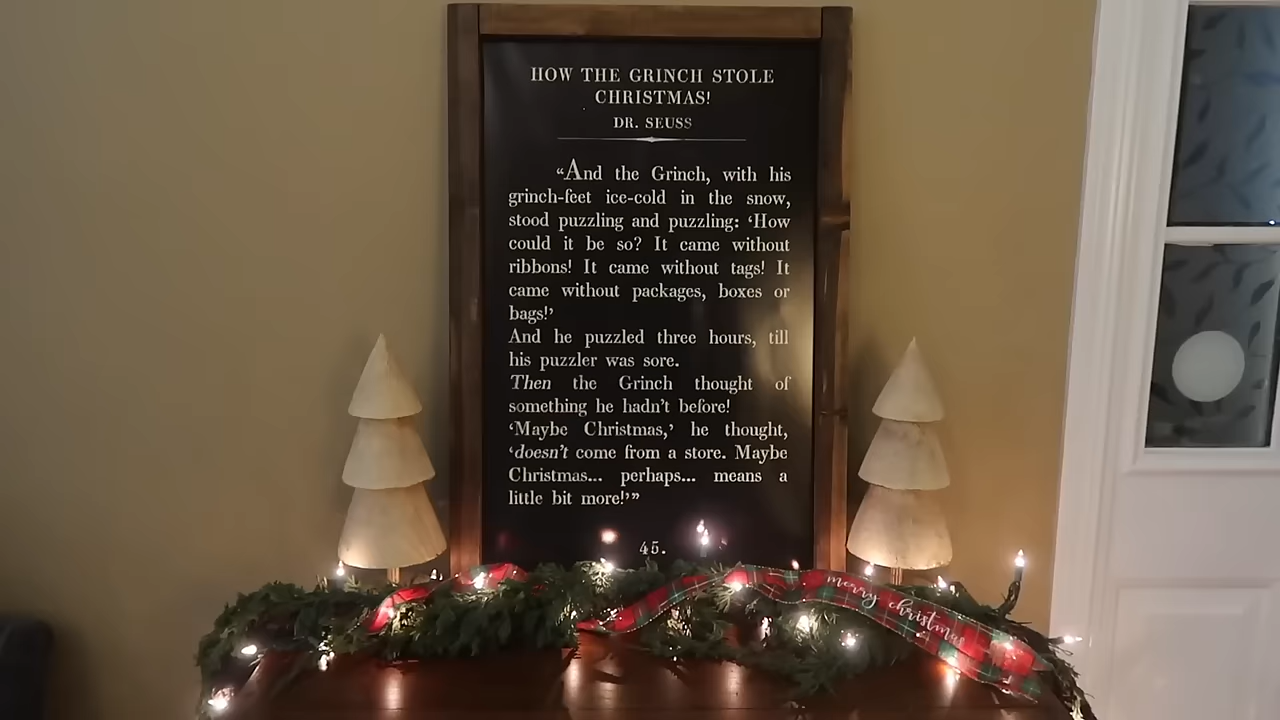 HOW THE GRINCH STOLE
CHRISTMAS!
DR. SEUSS
“And the Grinch, with his
grinch-feet ice-cold in the snow,
stood puzzling and puzzling: ‘How
could it be so? It came without
ribbons! It came without tags! It
came without packages, boxes or
bags!’
And he puzzled three hours, till
his puzzler was sore.
Then the Grinch thought of
something he hadn’t before!
‘Maybe Christmas,’ he thought,
‘doesn’t come from a store. Maybe
Christmas... perhaps... means a
little bit more!’”
45.
merry christmas